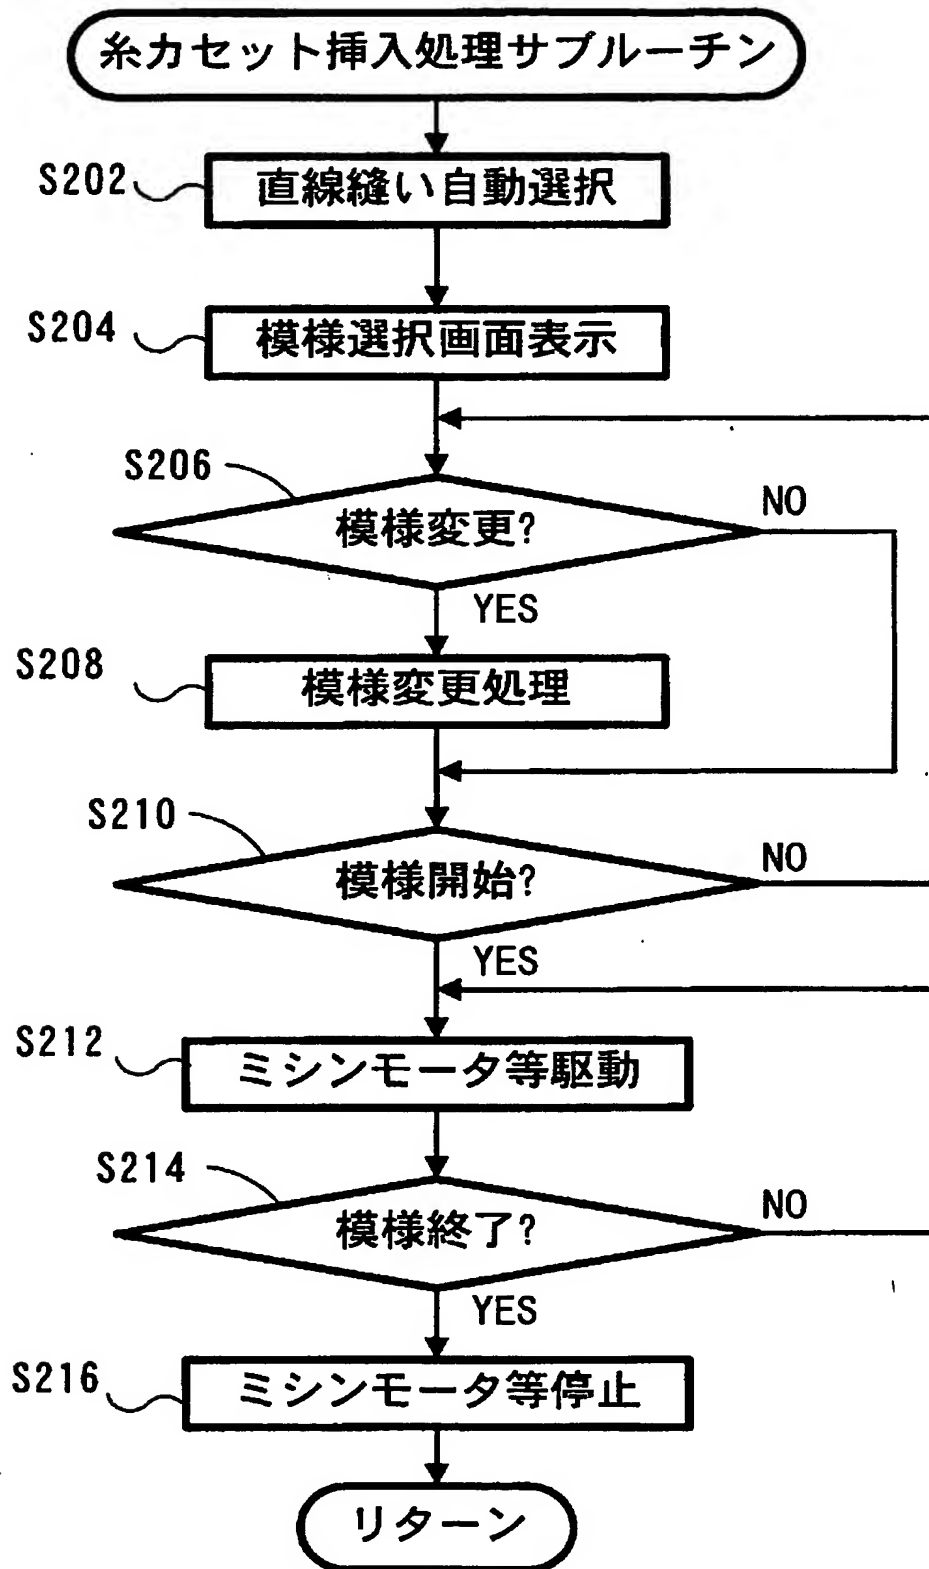 糸カセット挿入処理サブルーチン
S202
直線縫い自動選択
S204
模様選択画面表示
S206
模様変更?
NO
YES
S208
模様変更処理
S210
模様開始?
NO
YES
S212
ミシンモータ等駆動
S214
模様終了?
NO
YES
S216
ミシンモータ等停止
リターン